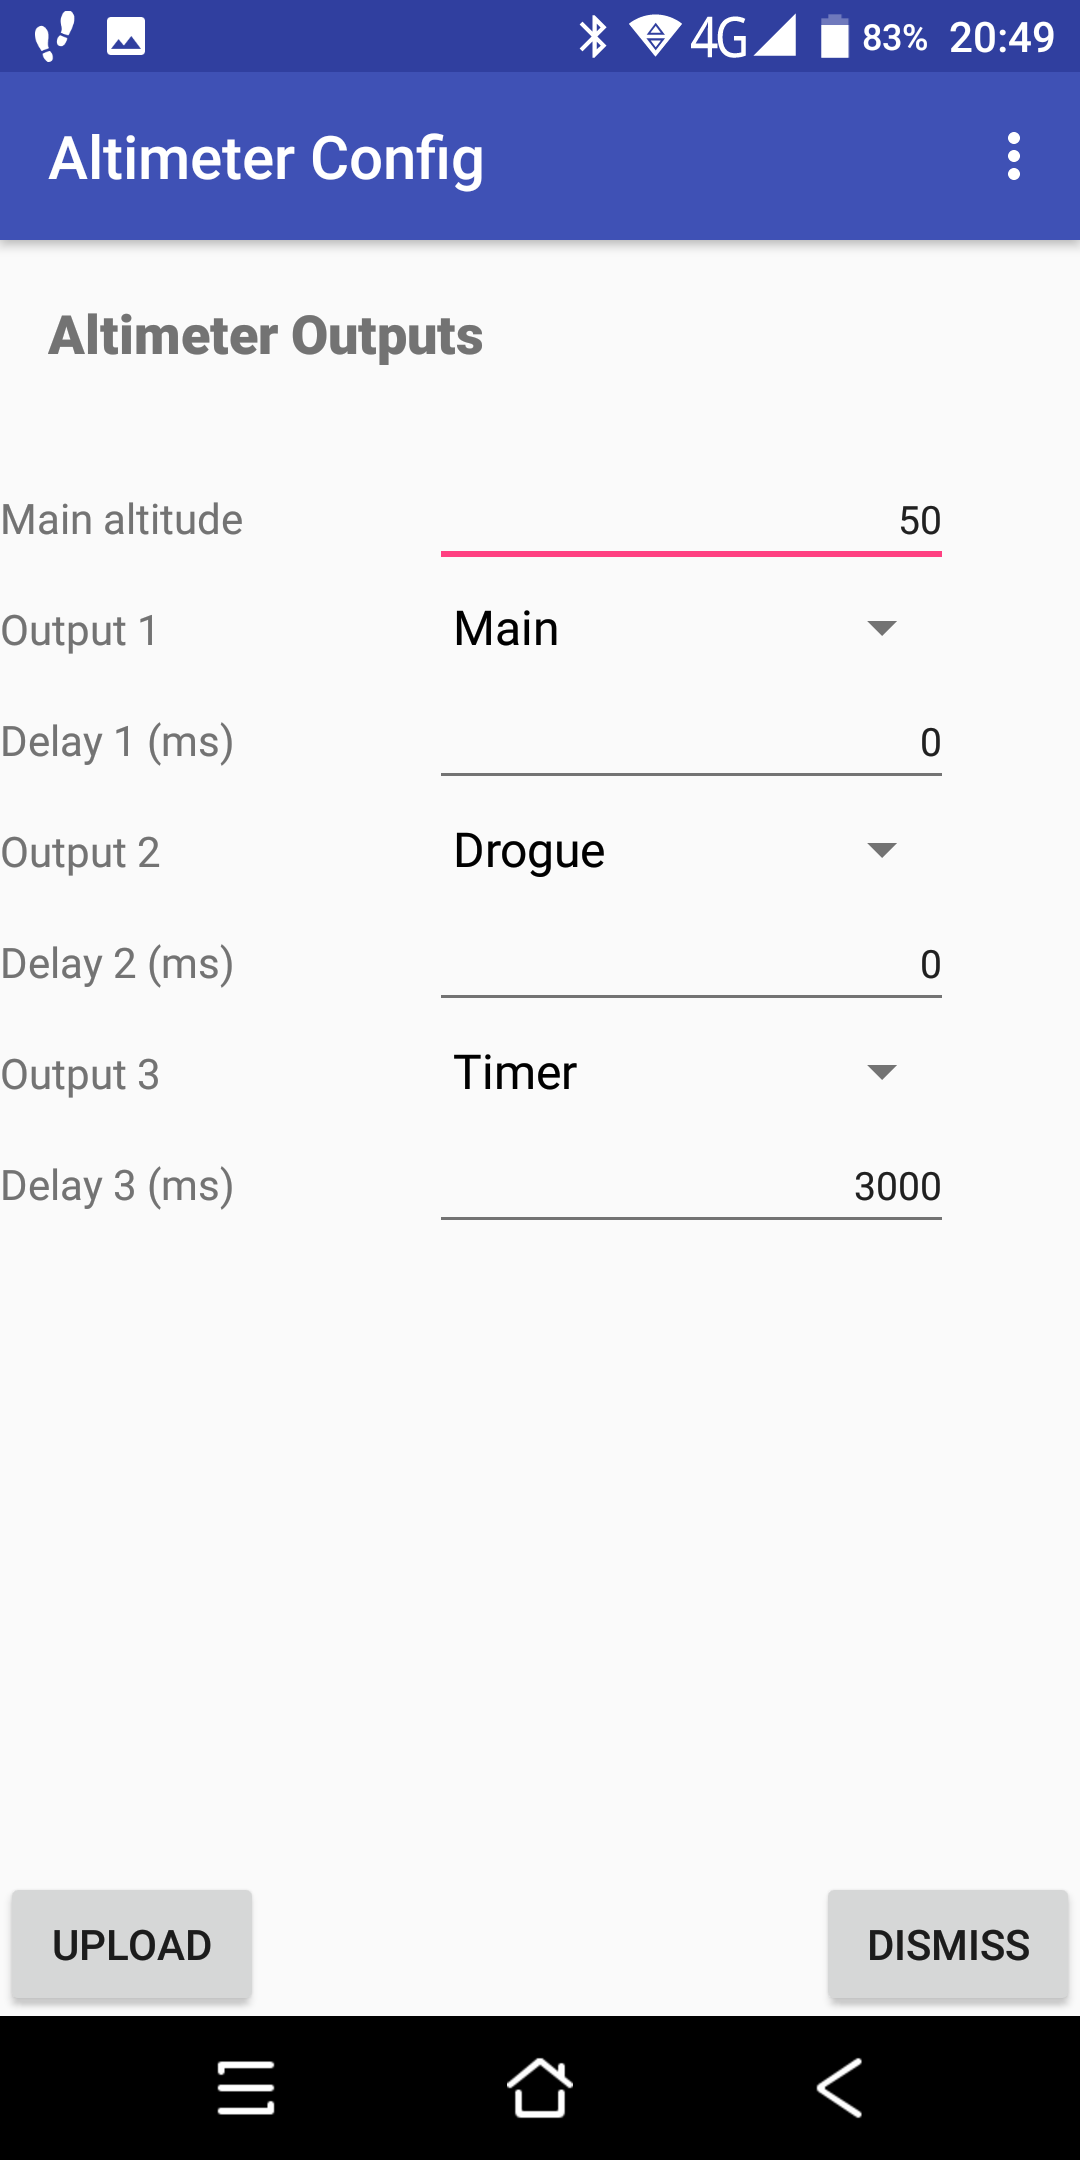 4G 83% 20:49
Altimeter Config
Altimeter Outputs
Main altitude 50
Output 1 Main
Delay 1 (ms) 0
Output 2 Drogue
Delay 2 (ms) 0
Output 3 Timer
Delay 3 (ms) 3000
UPLOAD DISMISS